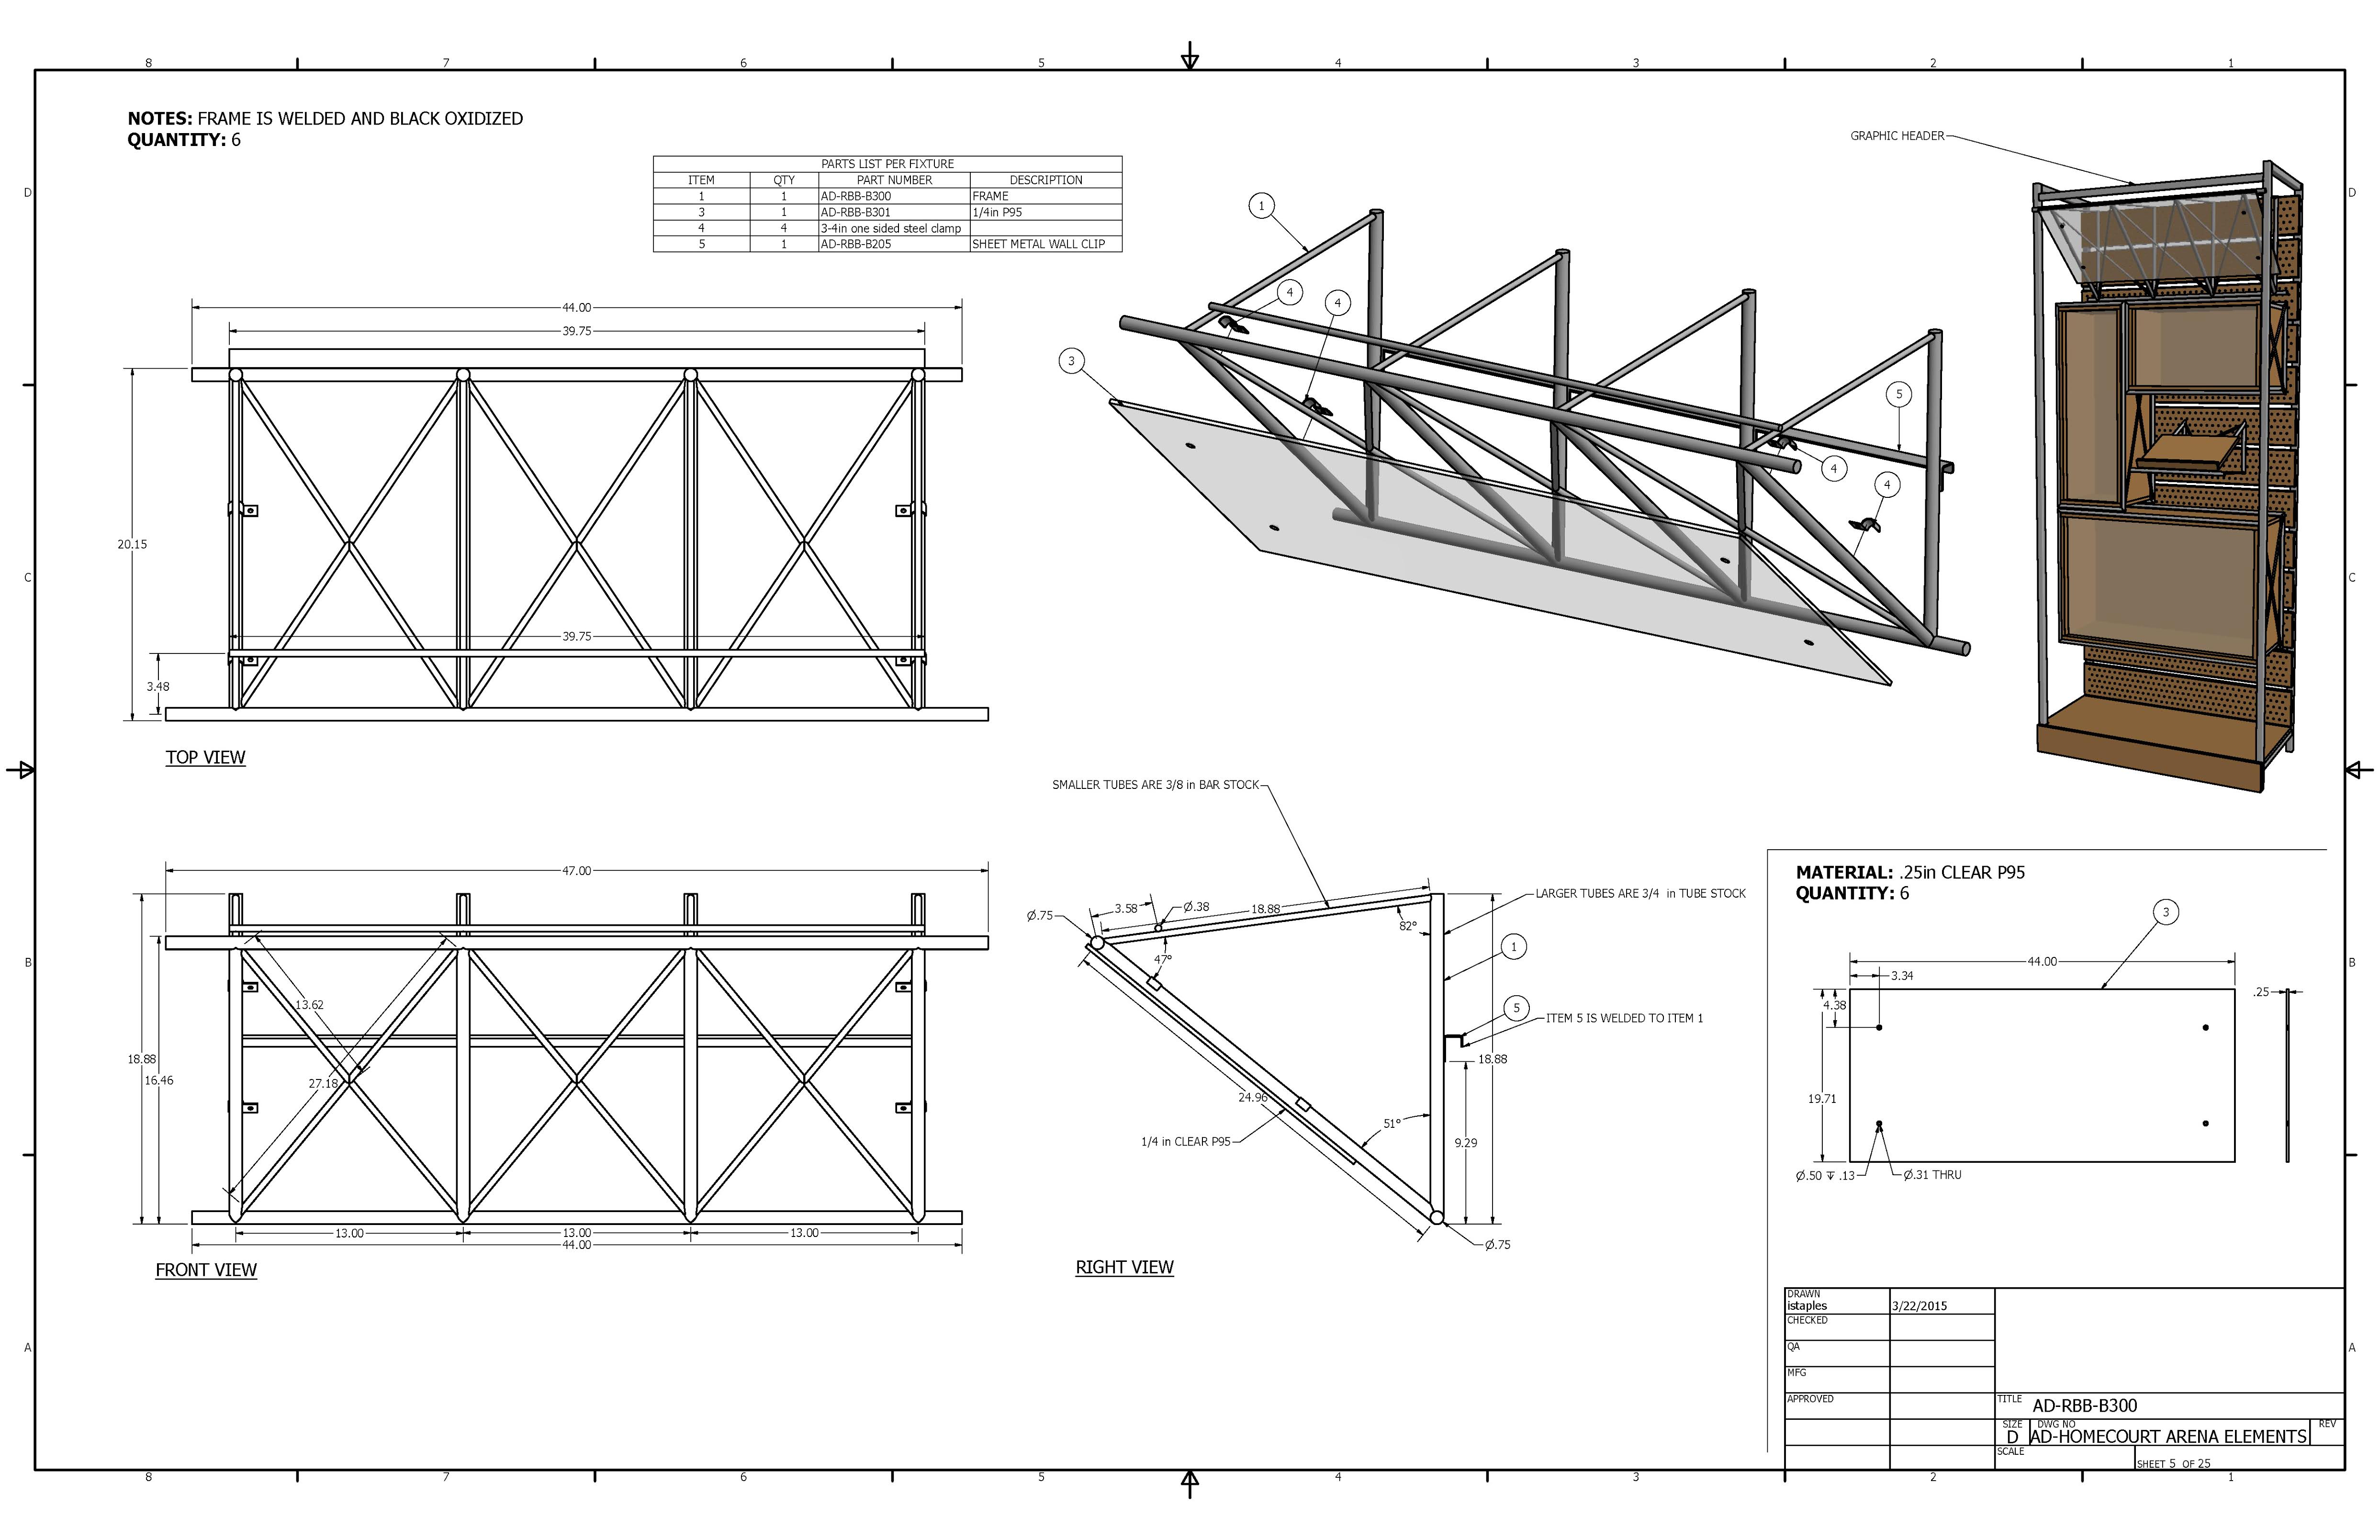 8 7 6 5 4 3 2 1
NOTES: FRAME IS WELDED AND BLACK OXIDIZED
QUANTITY: 6
PARTS LIST PER FIXTURE
ITEM QTY PART NUMBER DESCRIPTION
1 1 AD-RBB-B300 FRAME
3 1 AD-RBB-B301 1/4in P95
4 4 3-4in one sided steel clamp
5 1 AD-RBB-B205 SHEET METAL WALL CLIP
GRAPHIC HEADER
D
D
1
4
4
3
5
4
4
44.00
39.75
20.15
39.75
3.48
TOP VIEW
C
C
47.00
13.62
18.88
16.46
27.18
13.00 13.00 13.00
44.00
FRONT VIEW
B
B
SMALLER TUBES ARE 3/8 in BAR STOCK
LARGER TUBES ARE 3/4 in TUBE STOCK
Ø.75
3.58
Ø.38
18.88
82°
47°
1
5
ITEM 5 IS WELDED TO ITEM 1
18.88
24.96
51°
1/4 in CLEAR P95
9.29
Ø.75
RIGHT VIEW
MATERIAL: .25in CLEAR P95
QUANTITY: 6
3
44.00
3.34
.25
4.38
19.71
Ø.50 ↧ .13
Ø.31 THRU
A
A
DRAWN
istaples 3/22/2015
CHECKED
QA
MFG
APPROVED
TITLE
AD-RBB-B300
SIZE
D
DWG NO
AD-HOMECOURT ARENA ELEMENTS
REV
SCALE
SHEET 5 OF 25
8 7 6 5 4 3 2 1